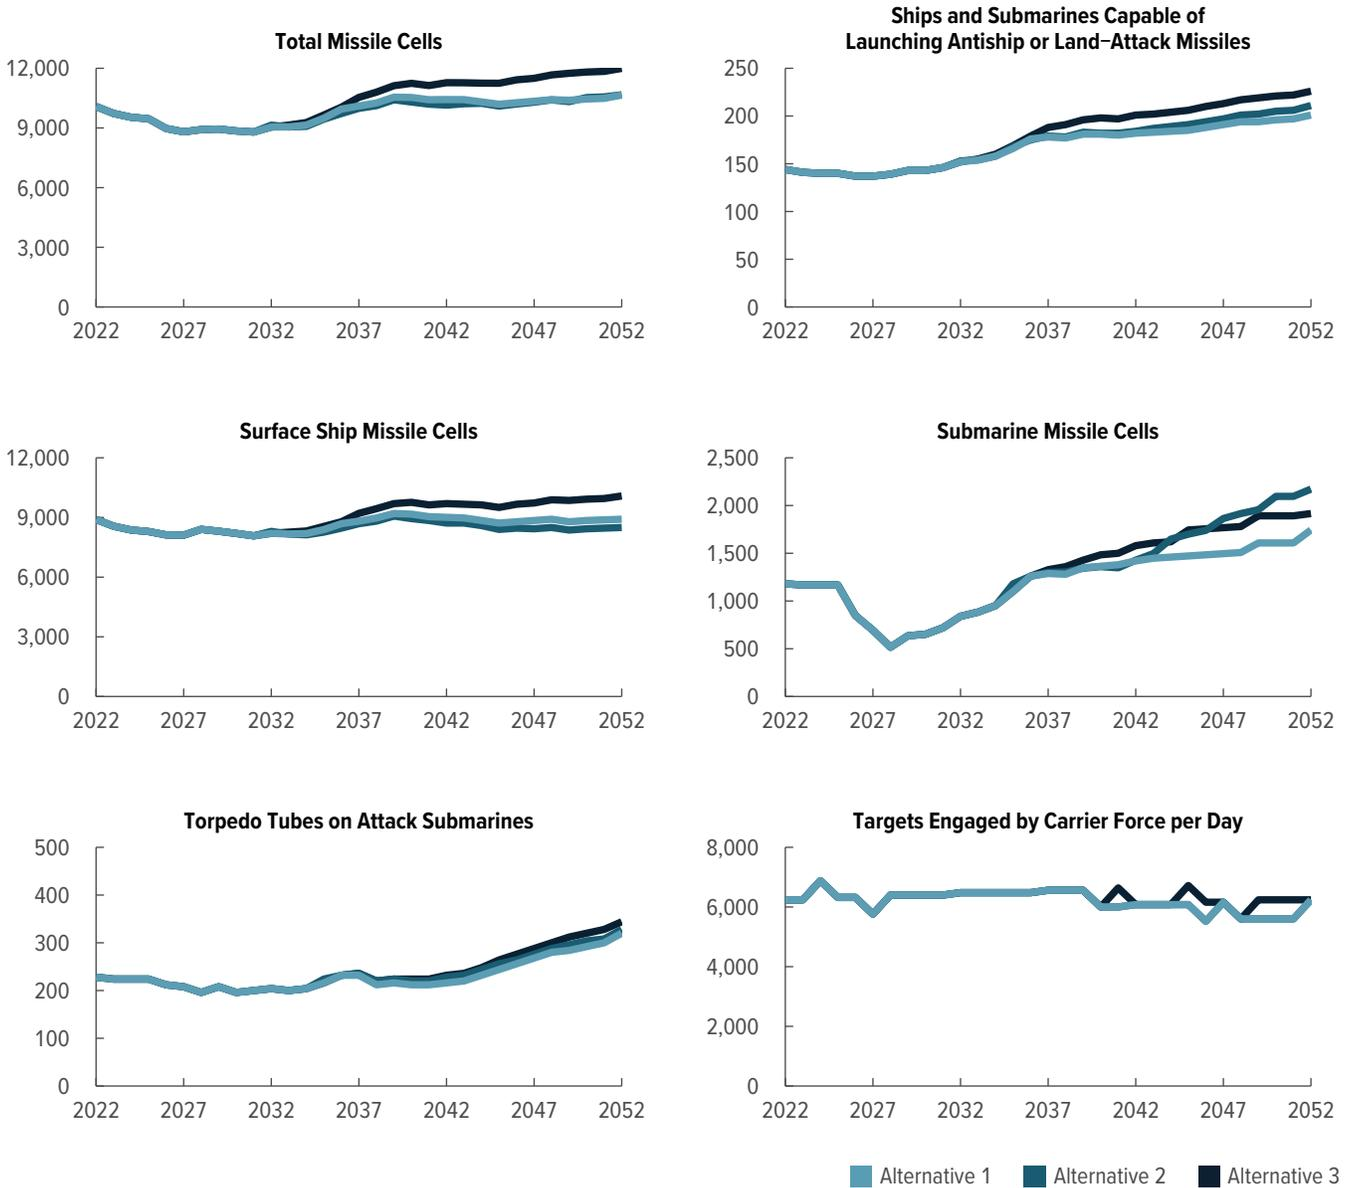 Total Missile Cells
12,000
9,000
6,000
3,000
0
2022 2027 2032 2037 2042 2047 2052
Ships and Submarines Capable of
Launching Antiship or Land–Attack Missiles
250
200
150
100
50
0
2022 2027 2032 2037 2042 2047 2052
Surface Ship Missile Cells
12,000
9,000
6,000
3,000
0
2022 2027 2032 2037 2042 2047 2052
Submarine Missile Cells
2,500
2,000
1,500
1,000
500
0
2022 2027 2032 2037 2042 2047 2052
Torpedo Tubes on Attack Submarines
500
400
300
200
100
0
2022 2027 2032 2037 2042 2047 2052
Targets Engaged by Carrier Force per Day
8,000
6,000
4,000
2,000
0
2022 2027 2032 2037 2042 2047 2052
Alternative 1 Alternative 2 Alternative 3